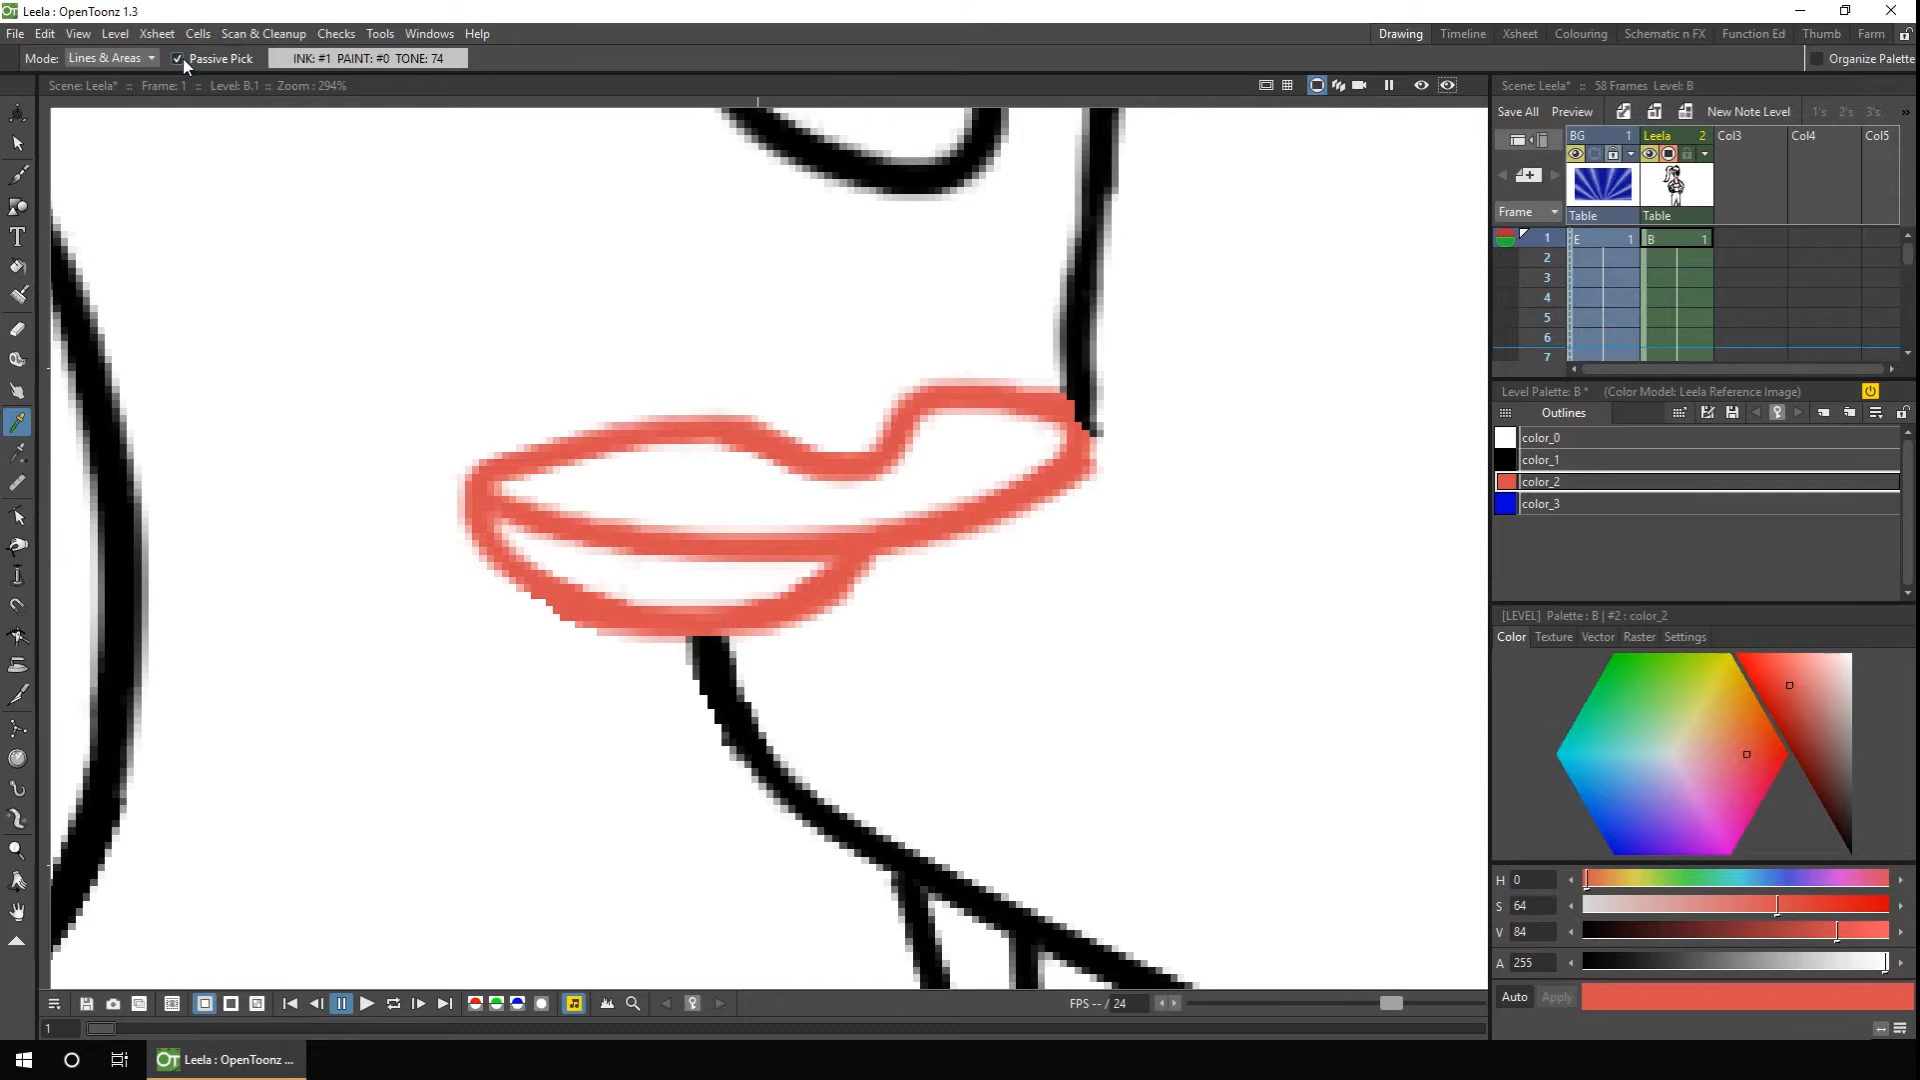 Leela : OpenToonz 1.3
File Edit View Level Xsheet Cells Scan & Cleanup Checks Tools Windows Help
Drawing Timeline Xsheet Colouring Schematic n FX Function Ed Thumb Farm
Mode: Lines & Areas Passive Pick INK: #1 PAINT: #0 TONE: 74
Organize Palette
Scene: Leela* :: Frame: 1 :: Level: B.1 :: Zoom : 294%
Scene: Leela* :: 58 Frames Level: B
Save All Preview New Note Level 1's 2's 3's »
BG 1 Leela 2 Col3 Col4 Col5
Frame Table Table
1 E 1 B 1
2
3
4
5
6
7
Level Palette: B * (Color Model: Leela Reference Image)
Outlines
color_0
color_1
color_2
color_3
[LEVEL] Palette : B | #2 : color_2
Color Texture Vector Raster Settings
H 0
S 64
V 84
A 255
Auto Apply
FPS -- / 24
1
Leela : OpenToonz ...